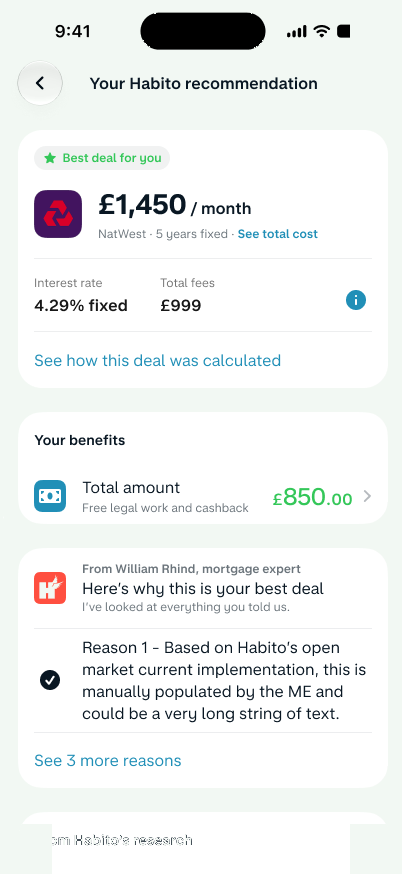 9:41
Your Habito recommendation
Best deal for you
£1,450 / month
NatWest · 5 years fixed · See total cost
Interest rate
Total fees
4.29% fixed
£999
See how this deal was calculated
Your benefits
Total amount
£850.00
Free legal work and cashback
From William Rhind, mortgage expert
Here's why this is your best deal
I've looked at everything you told us.
Reason 1 - Based on Habito's open
market current implementation, this is
manually populated by the ME and
could be a very long string of text.
See 3 more reasons
om Habito's research